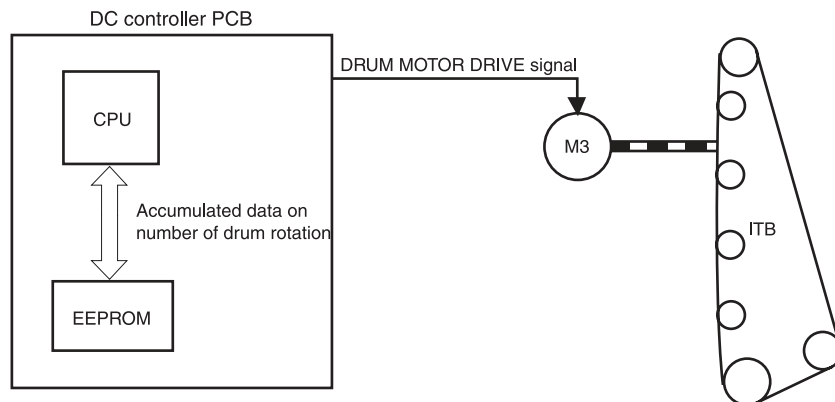 DC controller PCB
DRUM MOTOR DRIVE signal
CPU
M3
Accumulated data on
number of drum rotation
ITB
EEPROM